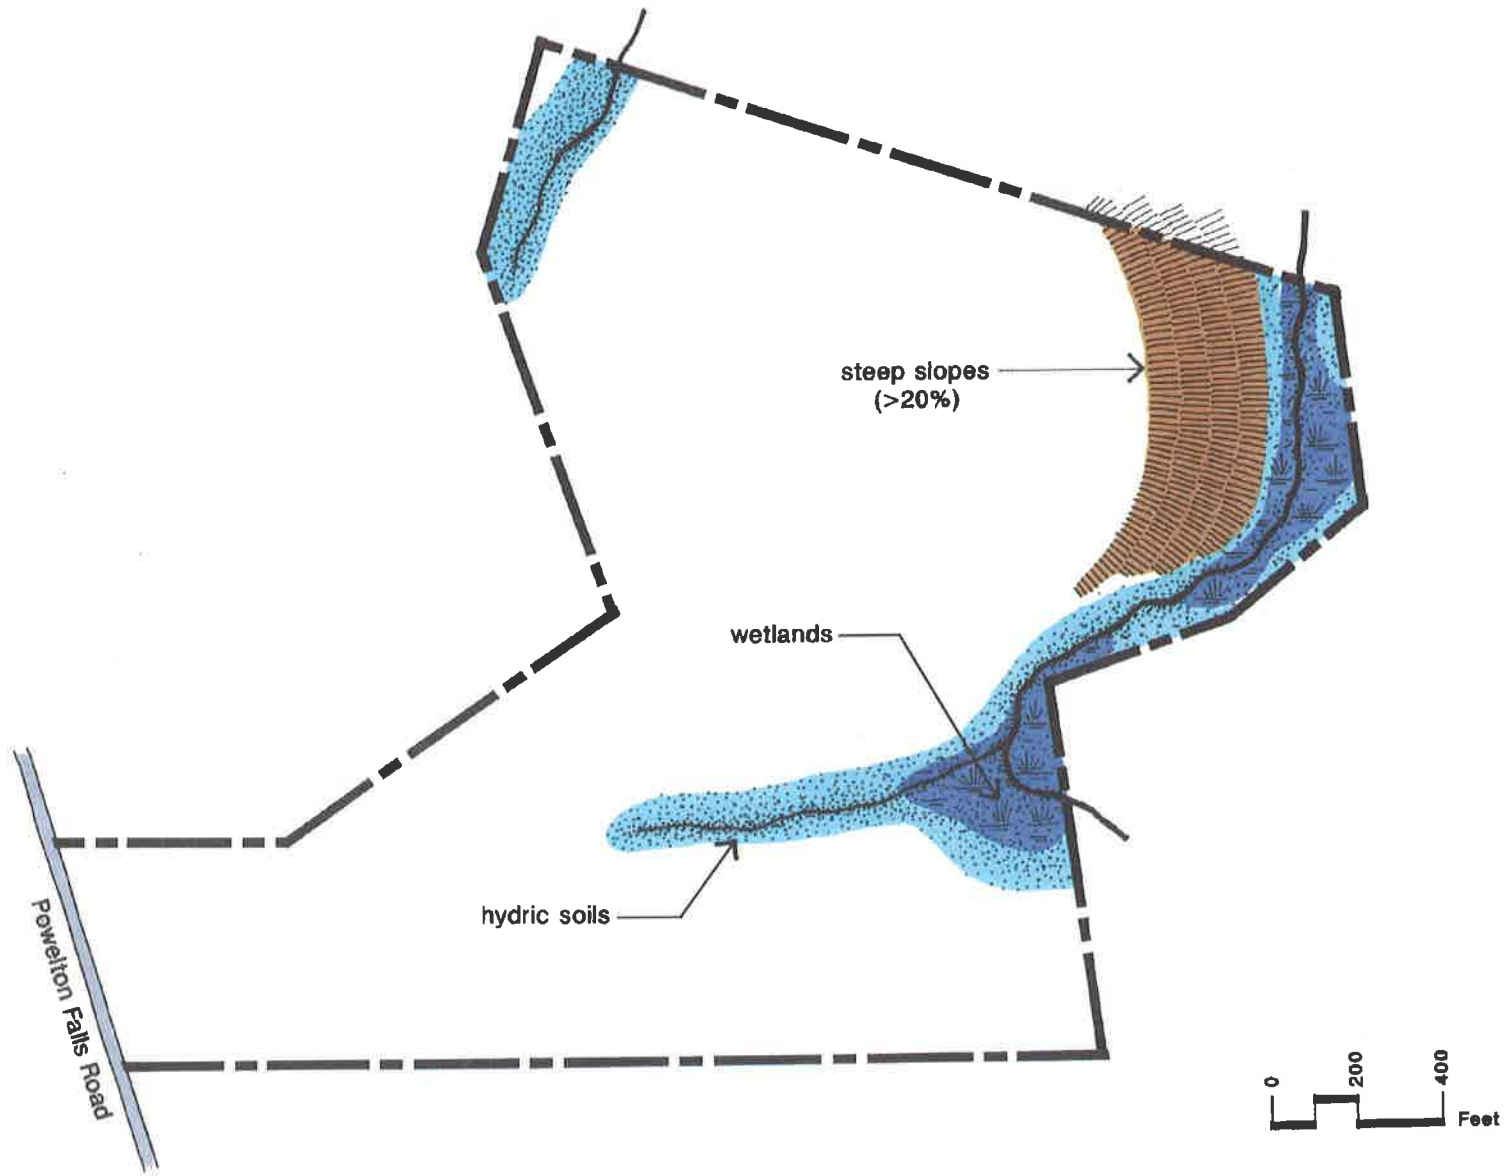 steep slopes
(>20%)
wetlands
hydric soils
Powelton Falls Road
0
200
400
Feet